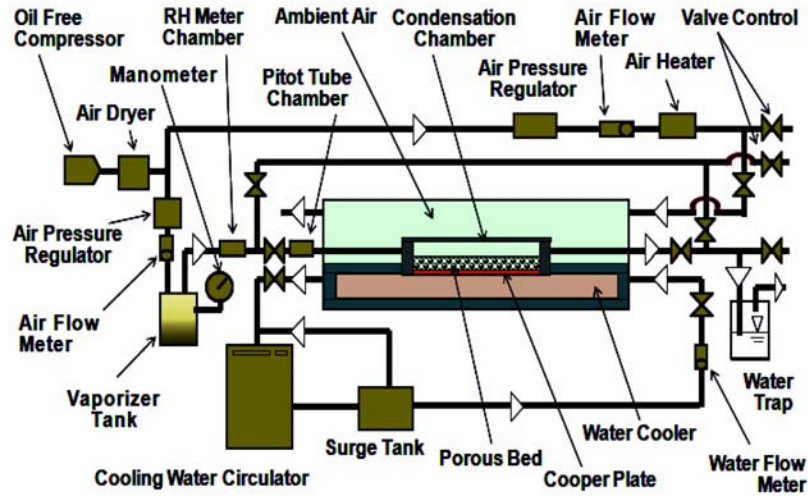 Oil Free
Compressor
RH Meter
Chamber
Ambient Air
Condensation
Chamber
Air Flow
Meter
Valve Control
Manometer
Pitot Tube
Chamber
Air Pressure
Regulator
Air Heater
Air Dryer
Air Pressure
Regulator
Air Flow
Meter
Vaporizer
Tank
Water
Trap
Surge Tank
Water Cooler
Cooling Water Circulator
Porous Bed
Cooper Plate
Water Flow
Meter